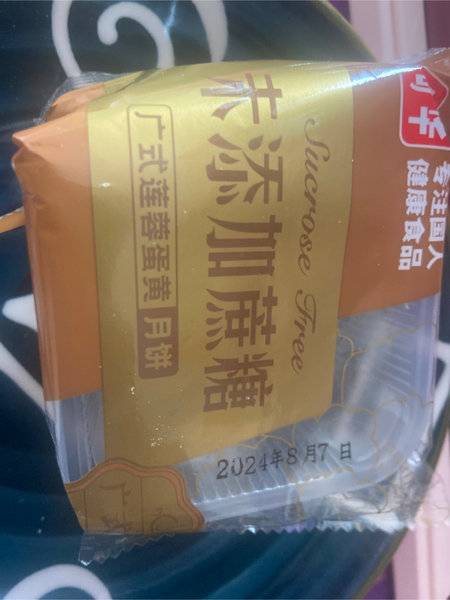 专注国人
健康食品
Sucrose Free
未添加蔗糖
广式莲蓉蛋黄月饼
2024年8月7日